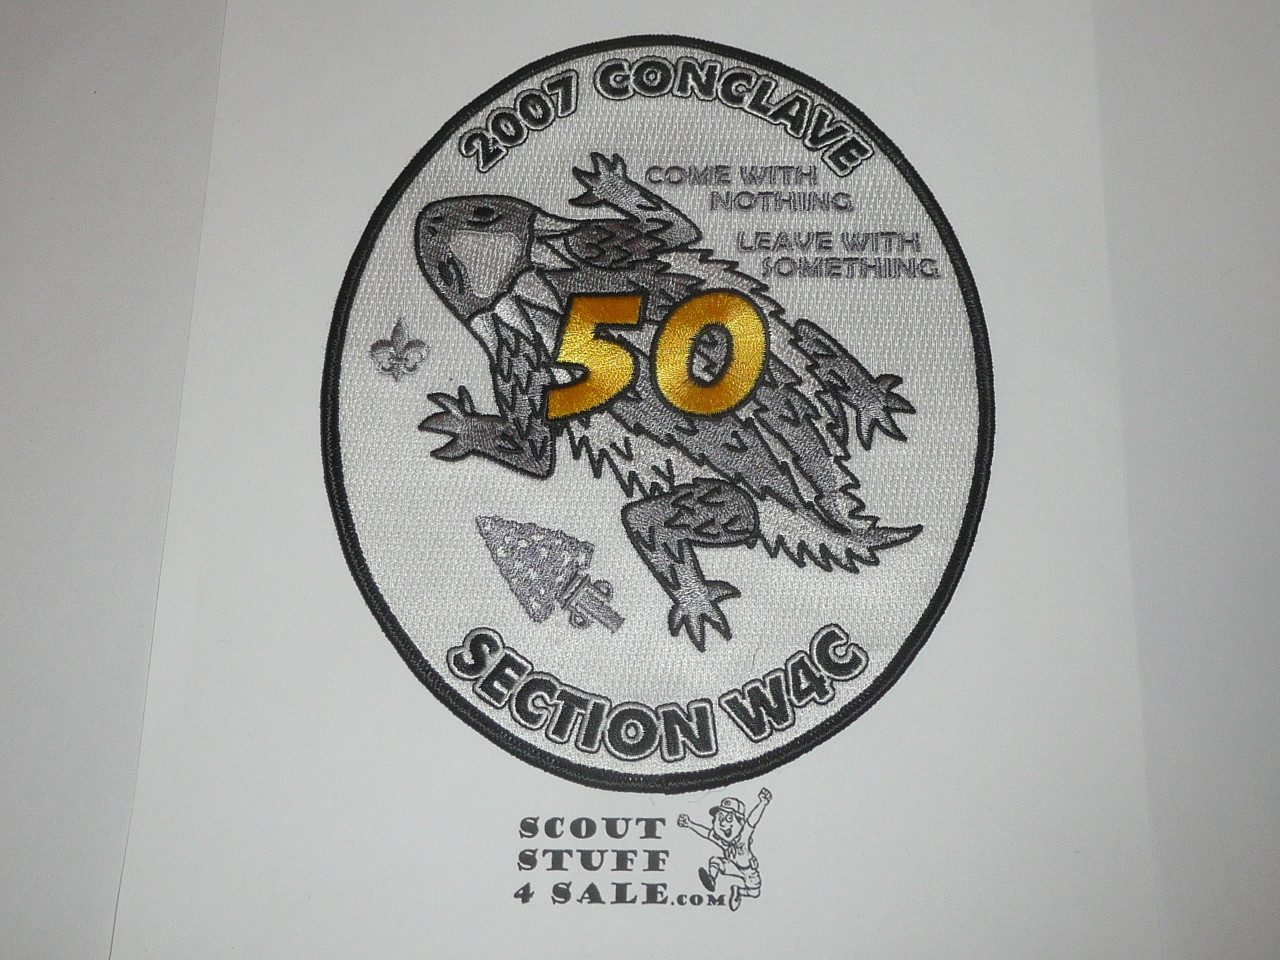 2007 CONCLAVE
COME WITH
NOTHING
LEAVE WITH
SOMETHING
50
SECTION W4C
SCOUT
STUFF
4 SALE.COM